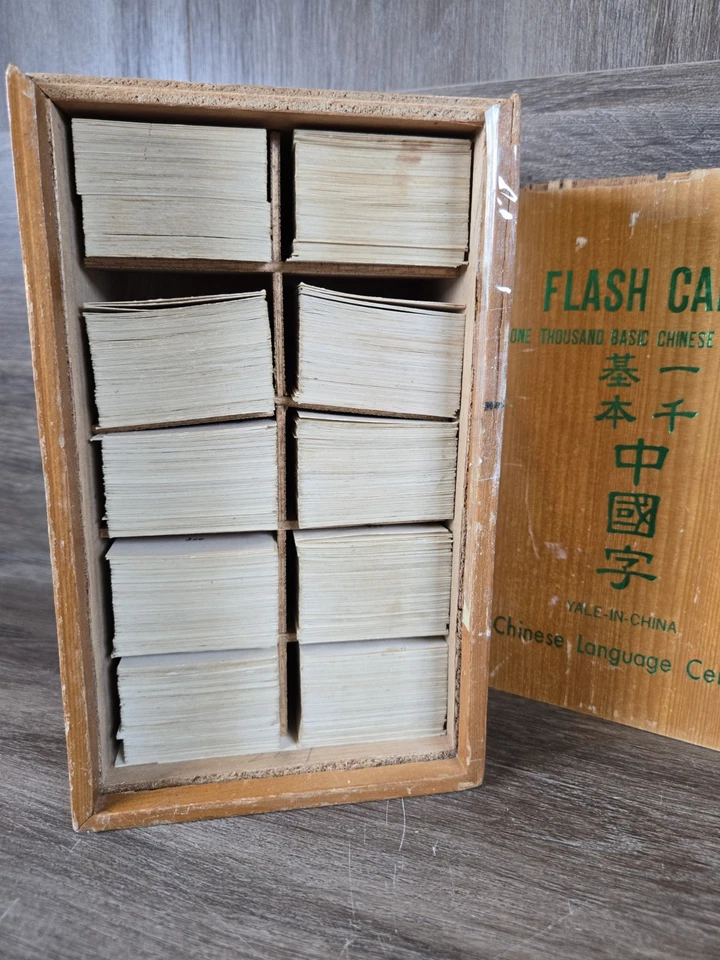 FLASH CA
ONE THOUSAND BASIC CHINESE
一千
基本
中國字
YALE-IN-CHINA
Chinese Language Ce